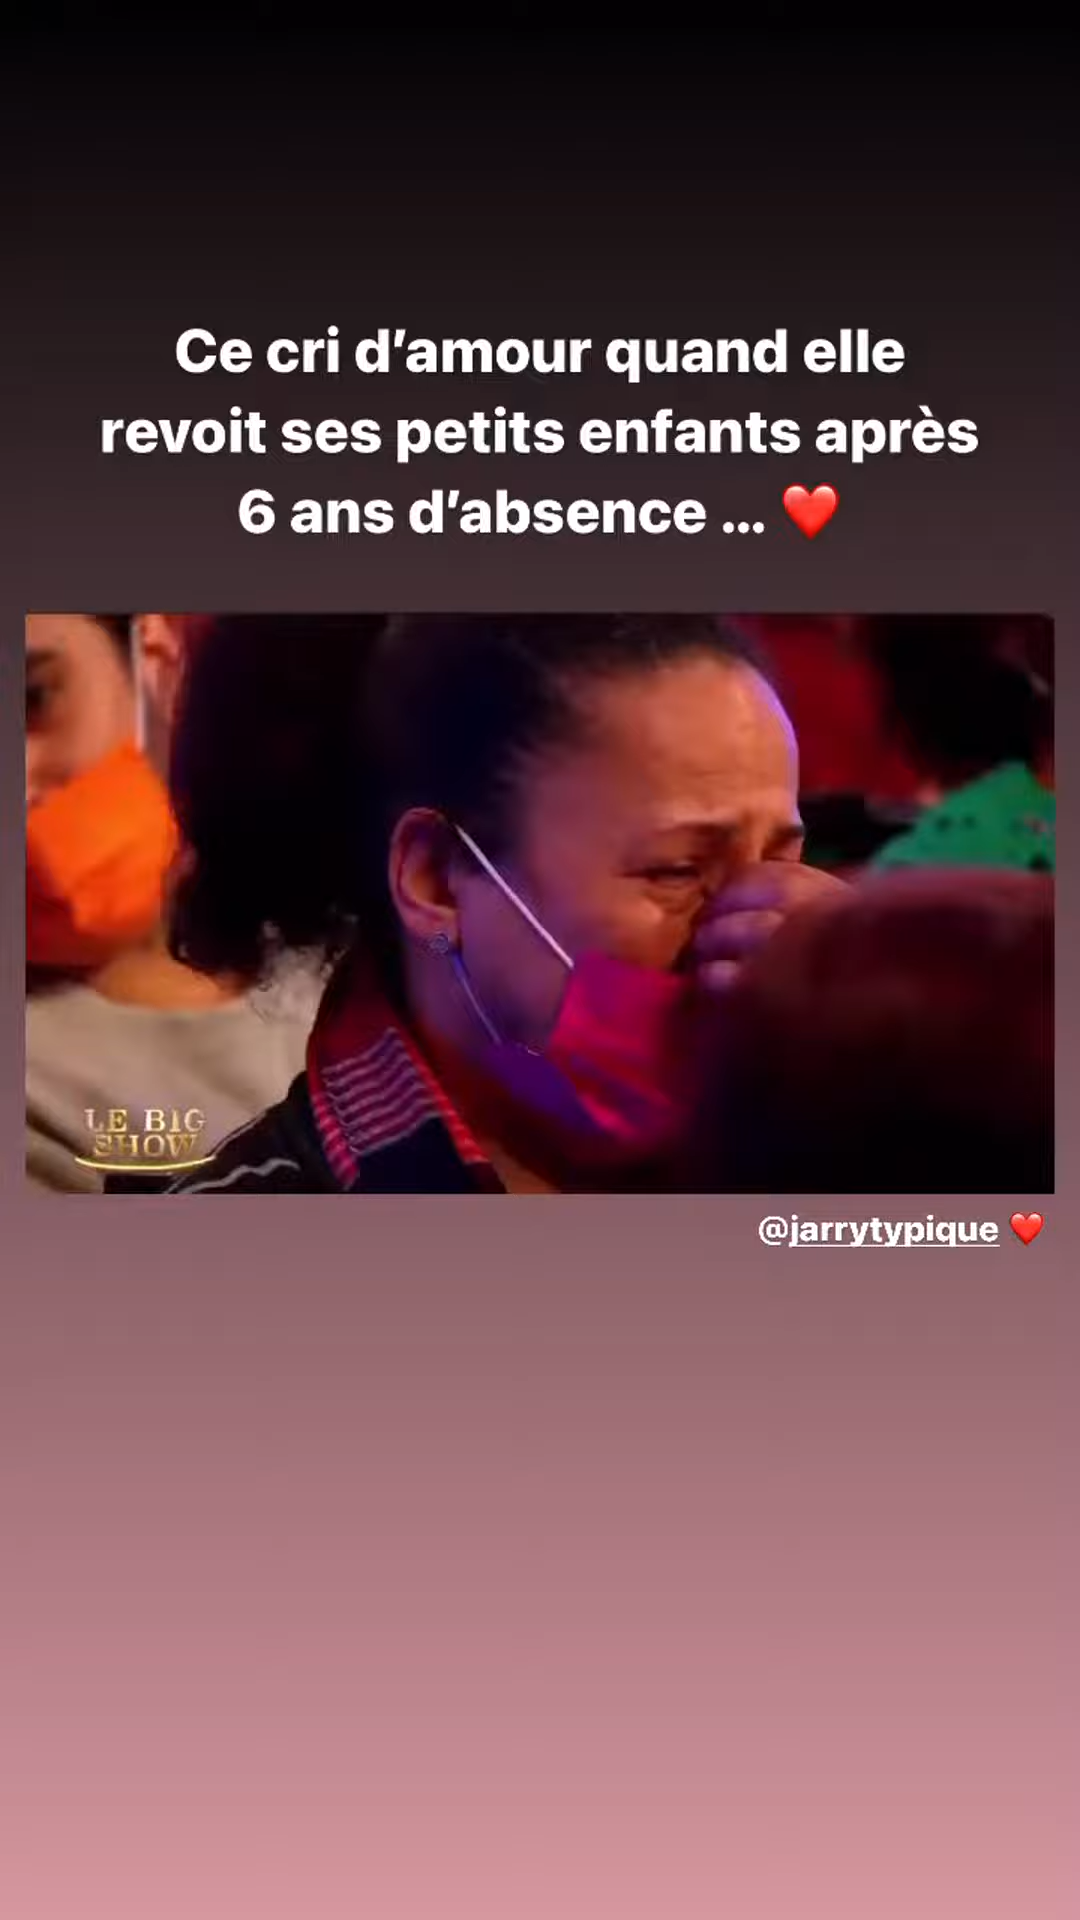 Ce cri d’amour quand elle
revoit ses petits enfants après
6 ans d’absence ... ❤️
LE BIG
SHOW
@jarrytypique ❤️